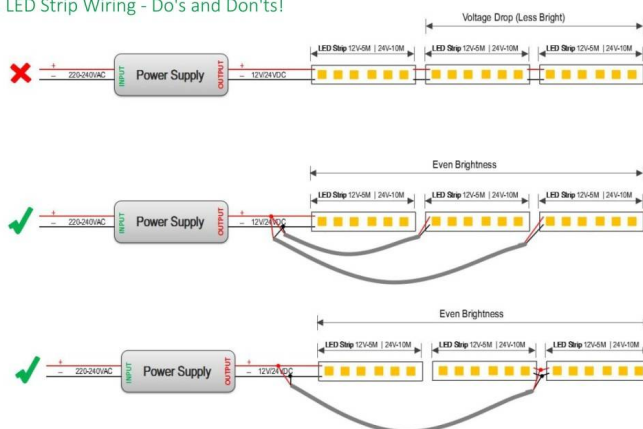 LED Strip Wiring - Do's and Don'ts!
Voltage Drop (Less Bright)
LED Strip 12V-5M | 24V-10M
LED Strip 12V-5M | 24V-10M
LED Strip 12V-5M | 24V-10M
+
– 220-240VAC
INPUT
Power Supply
OUTPUT
+
– 12V/24VDC
Even Brightness
LED Strip 12V-5M | 24V-10M
LED Strip 12V-5M | 24V-10M
LED Strip 12V-5M | 24V-10M
+
– 220-240VAC
INPUT
Power Supply
OUTPUT
+
– 12V/24VDC
Even Brightness
LED Strip 12V-5M | 24V-10M
LED Strip 12V-5M | 24V-10M
LED Strip 12V-5M | 24V-10M
+
– 220-240VAC
INPUT
Power Supply
OUTPUT
+
– 12V/24VDC